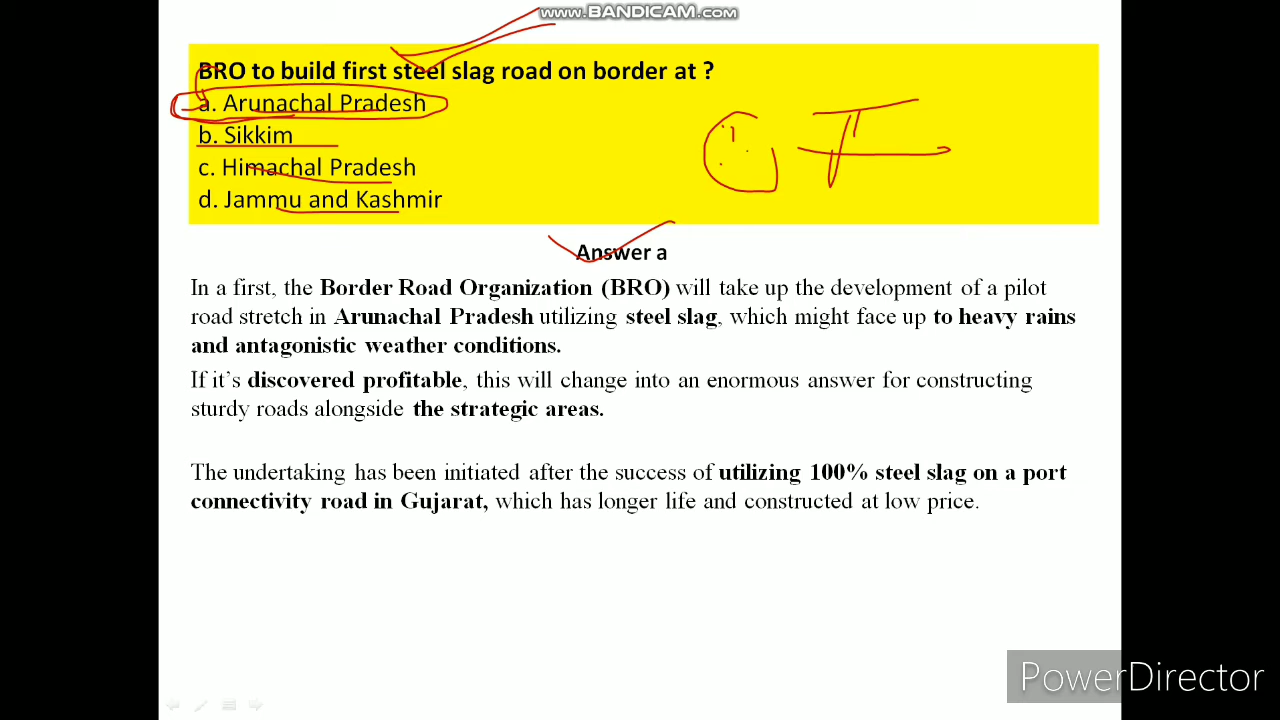 www.BANDICAM.com
BRO to build first steel slag road on border at ?
a. Arunachal Pradesh
b. Sikkim
c. Himachal Pradesh
d. Jammu and Kashmir
Answer a
In a first, the Border Road Organization (BRO) will take up the development of a pilot
road stretch in Arunachal Pradesh utilizing steel slag, which might face up to heavy rains
and antagonistic weather conditions.
If it’s discovered profitable, this will change into an enormous answer for constructing
sturdy roads alongside the strategic areas.
The undertaking has been initiated after the success of utilizing 100% steel slag on a port
connectivity road in Gujarat, which has longer life and constructed at low price.
PowerDirector